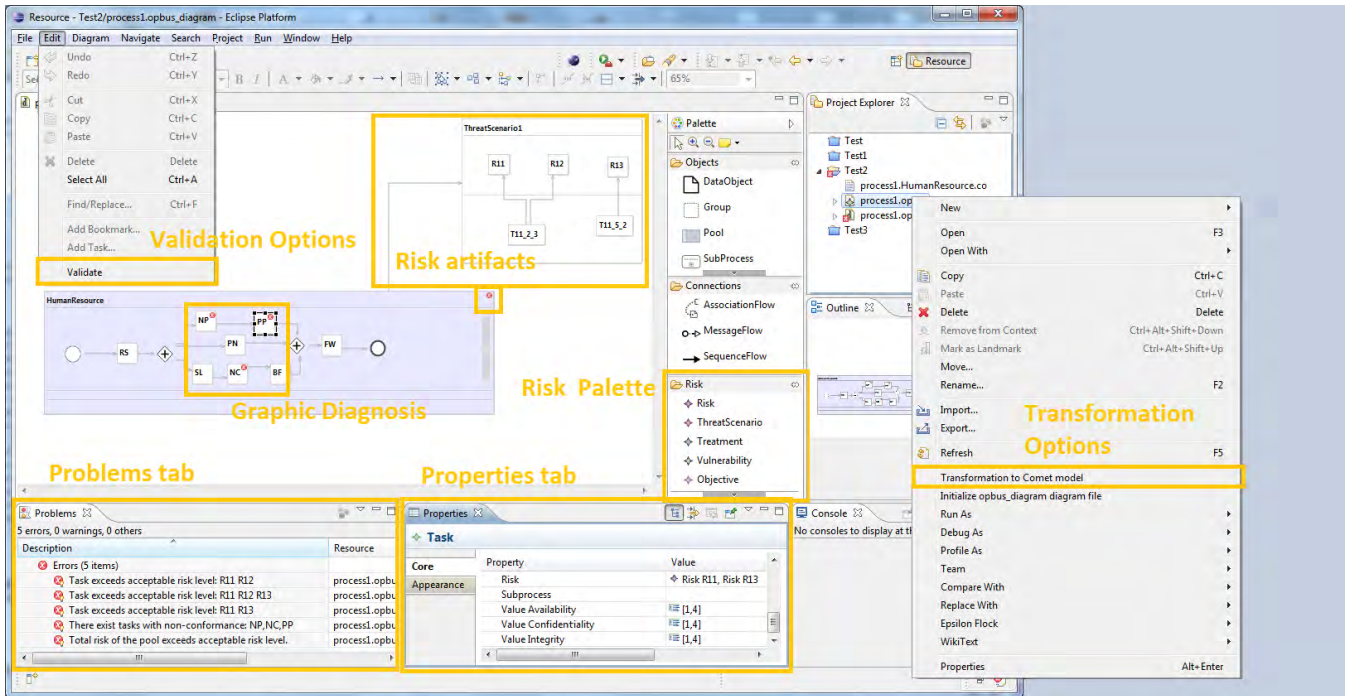 Resource - Test2/process1.opbus_diagram - Eclipse Platform
File Edit Diagram Navigate Search Project Run Window Help
Undo Ctrl+Z
Redo Ctrl+Y
Cut Ctrl+X
Copy Ctrl+C
Paste Ctrl+V
Delete Delete
Select All Ctrl+A
Find/Replace... Ctrl+F
Add Bookmark...
Add Task...
Validate
Validation Options
B I A
65%
Resource
ThreatScenario1
R11 R12 R13
T11_2_3 T11_5_2
Risk artifacts
HumanResource
NP PP
RS PN FW
SL NC BF
Graphic Diagnosis
Palette
Objects
DataObject
Group
Pool
SubProcess
Connections
AssociationFlow
MessageFlow
SequenceFlow
Risk Palette
Risk
Risk
ThreatScenario
Treatment
Vulnerability
Objective
Project Explorer
Test
Test1
Test2
process1.HumanResource.co
process1.op
process1.op
Test3
Outline
New
Open F3
Open With
Copy Ctrl+C
Paste Ctrl+V
Delete Delete
Remove from Context Ctrl+Alt+Shift+Down
Mark as Landmark Ctrl+Alt+Shift+Up
Move...
Rename... F2
Import...
Export...
Refresh F5
Transformation
Options
Transformation to Comet model
Initialize opbus_diagram diagram file
Run As
Debug As
Profile As
Team
Compare With
Replace With
Epsilon Flock
WikiText
Properties Alt+Enter
Problems tab
Properties tab
Problems
5 errors, 0 warnings, 0 others
Description Resource
Errors (5 items)
Task exceeds acceptable risk level: R11 R12 process1.opbu
Task exceeds acceptable risk level: R11 R12 R13 process1.opbu
Task exceeds acceptable risk level: R11 R13 process1.opbu
There exist tasks with non-conformance: NP,NC,PP process1.opbu
Total risk of the pool exceeds acceptable risk level. process1.opbu
Properties
Task
Core
Appearance
Property Value
Risk Risk R11, Risk R13
Subprocess
Value Availability [1,4]
Value Confidentiality [1,4]
Value Integrity [1,4]
Console
No consoles to display at th